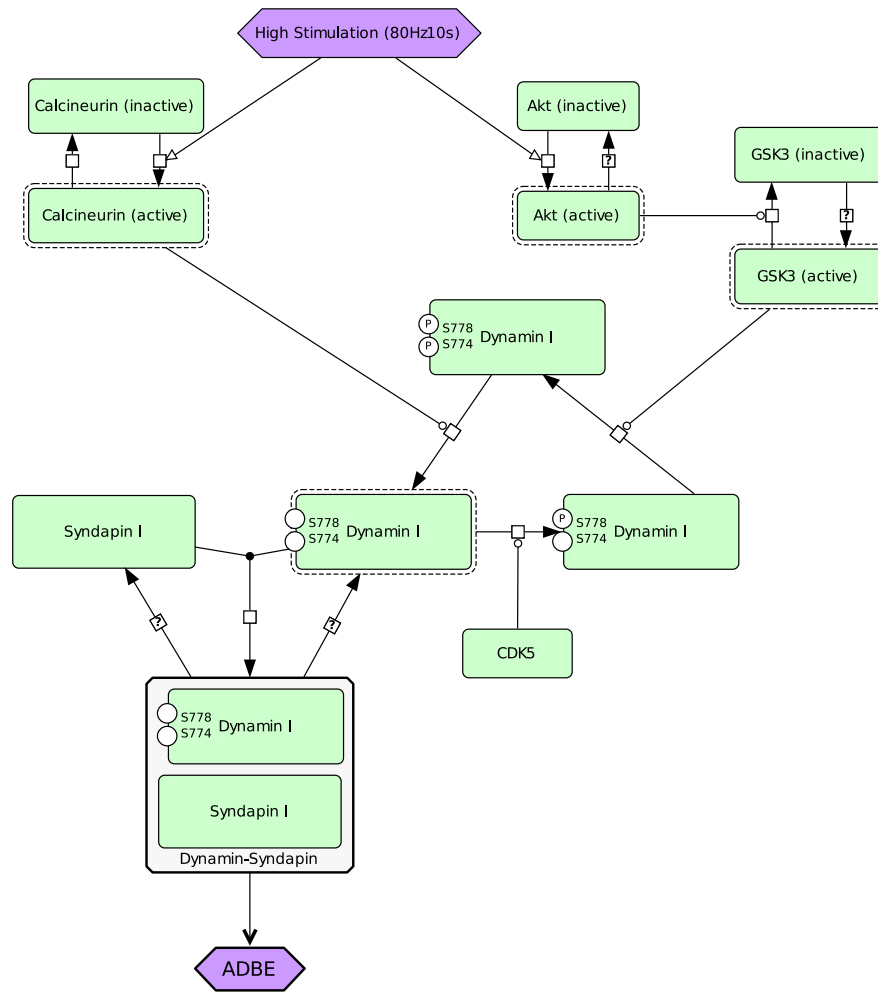 High Stimulation (80Hz10s)
Calcineurin (inactive)
Akt (inactive)
GSK3 (inactive)
?
Calcineurin (active)
Akt (active)
?
GSK3 (active)
P
S778
P
S774
Dynamin I
Syndapin I
S778
S774
Dynamin I
P
S778
S774
Dynamin I
?
?
CDK5
S778
S774
Dynamin I
Syndapin I
Dynamin-Syndapin
ADBE